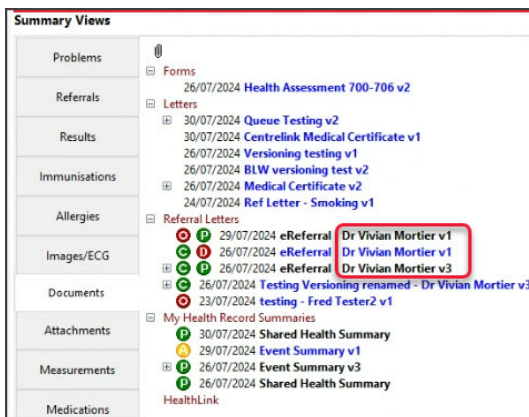 Summary Views
Problems
Referrals
Results
Immunisations
Allergies
Images/ECG
Documents
Attachments
Measurements
Medications
Forms
26/07/2024 Health Assessment 700-706 v2
Letters
30/07/2024 Queue Testing v2
30/07/2024 Centrelink Medical Certificate v1
26/07/2024 Versioning testing v1
26/07/2024 BLW versioning test v2
26/07/2024 Medical Certificate v2
24/07/2024 Ref Letter - Smoking v1
Referral Letters
O P 29/07/2024 eReferral Dr Vivian Mortier v1
C D 26/07/2024 eReferral Dr Vivian Mortier v1
C P 26/07/2024 eReferral Dr Vivian Mortier v3
C 26/07/2024 Testing Versioning renamed - Dr Vivian Mortier v3
O 23/07/2024 testing - Fred Tester2 v1
My Health Record Summaries
P 30/07/2024 Shared Health Summary
A 29/07/2024 Event Summary v1
P 26/07/2024 Event Summary v3
P 26/07/2024 Shared Health Summary
HealthLink